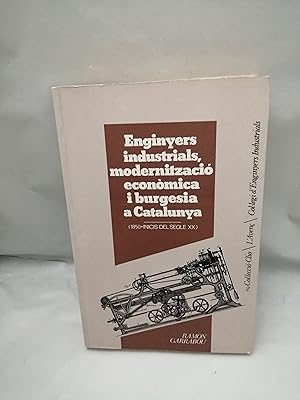 Enginyers
industrials,
modernització
econòmica
i burgesia
a Catalunya
(1850-INICIS DEL SEGLE XX)
RAMON
GARRABOU
Col·lecció Clio \ L'Avenç \ Col·legi d'Enginyers Industrials